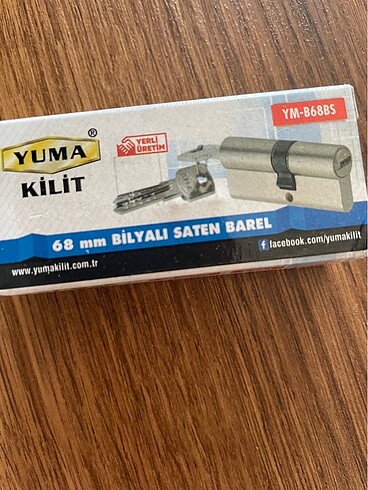 YM-B68BS
YUMA ®
KİLİT
YERLİ
ÜRETİM
68 mm BİLYALI SATEN BAREL
www.yumakilit.com.tr
facebook.com/yumakilit